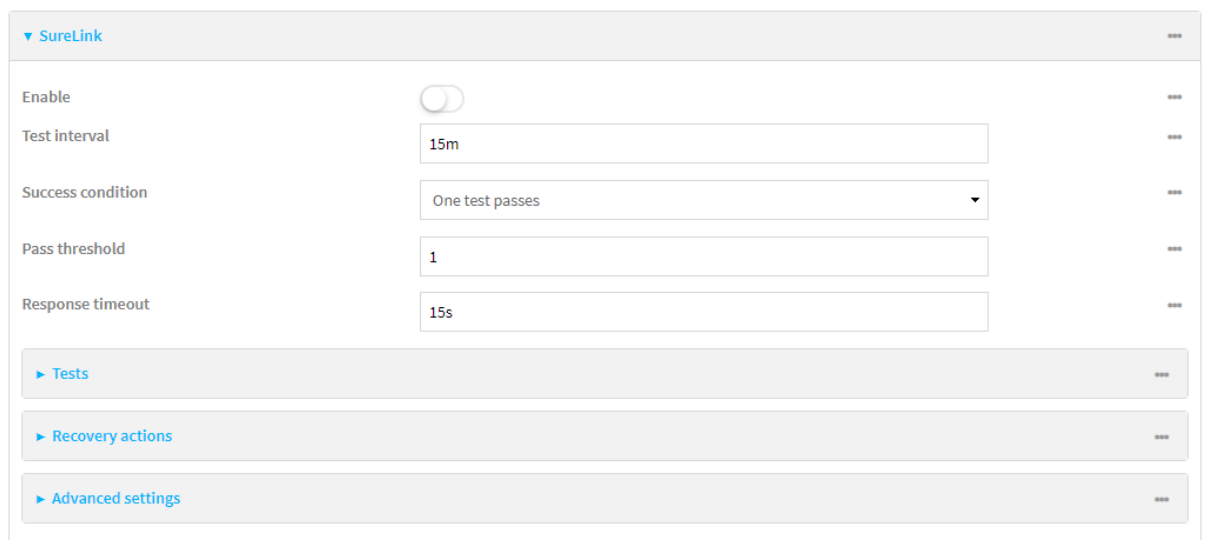 SureLink
Enable
Test interval
15m
Success condition
One test passes
Pass threshold
1
Response timeout
15s
Tests
Recovery actions
Advanced settings